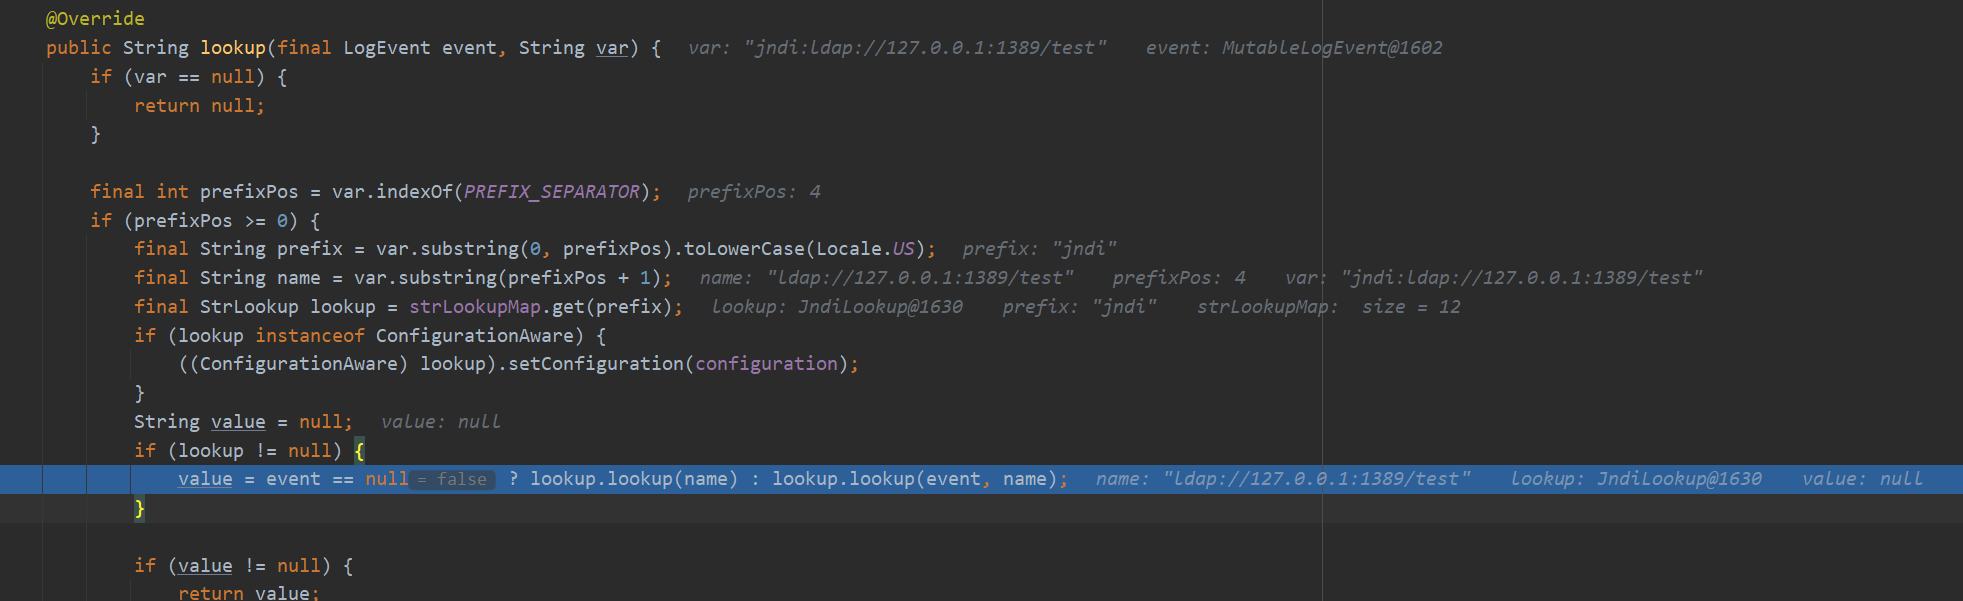 @Override
public String lookup(final LogEvent event, String var) {   var: "jndi:ldap://127.0.0.1:1389/test"   event: MutableLogEvent@1602
    if (var == null) {
        return null;
    }
    final int prefixPos = var.indexOf(PREFIX_SEPARATOR);   prefixPos: 4
    if (prefixPos >= 0) {
        final String prefix = var.substring(0, prefixPos).toLowerCase(Locale.US);   prefix: "jndi"
        final String name = var.substring(prefixPos + 1);   name: "ldap://127.0.0.1:1389/test"   prefixPos: 4   var: "jndi:ldap://127.0.0.1:1389/test"
        final StrLookup lookup = strLookupMap.get(prefix);   lookup: JndiLookup@1630   prefix: "jndi"   strLookupMap:  size = 12
        if (lookup instanceof ConfigurationAware) {
            ((ConfigurationAware) lookup).setConfiguration(configuration);
        }
        String value = null;   value: null
        if (lookup != null) {
            value = event == null = false ? lookup.lookup(name) : lookup.lookup(event, name);   name: "ldap://127.0.0.1:1389/test"   lookup: JndiLookup@1630   value: null
        }
        if (value != null) {
            return value;